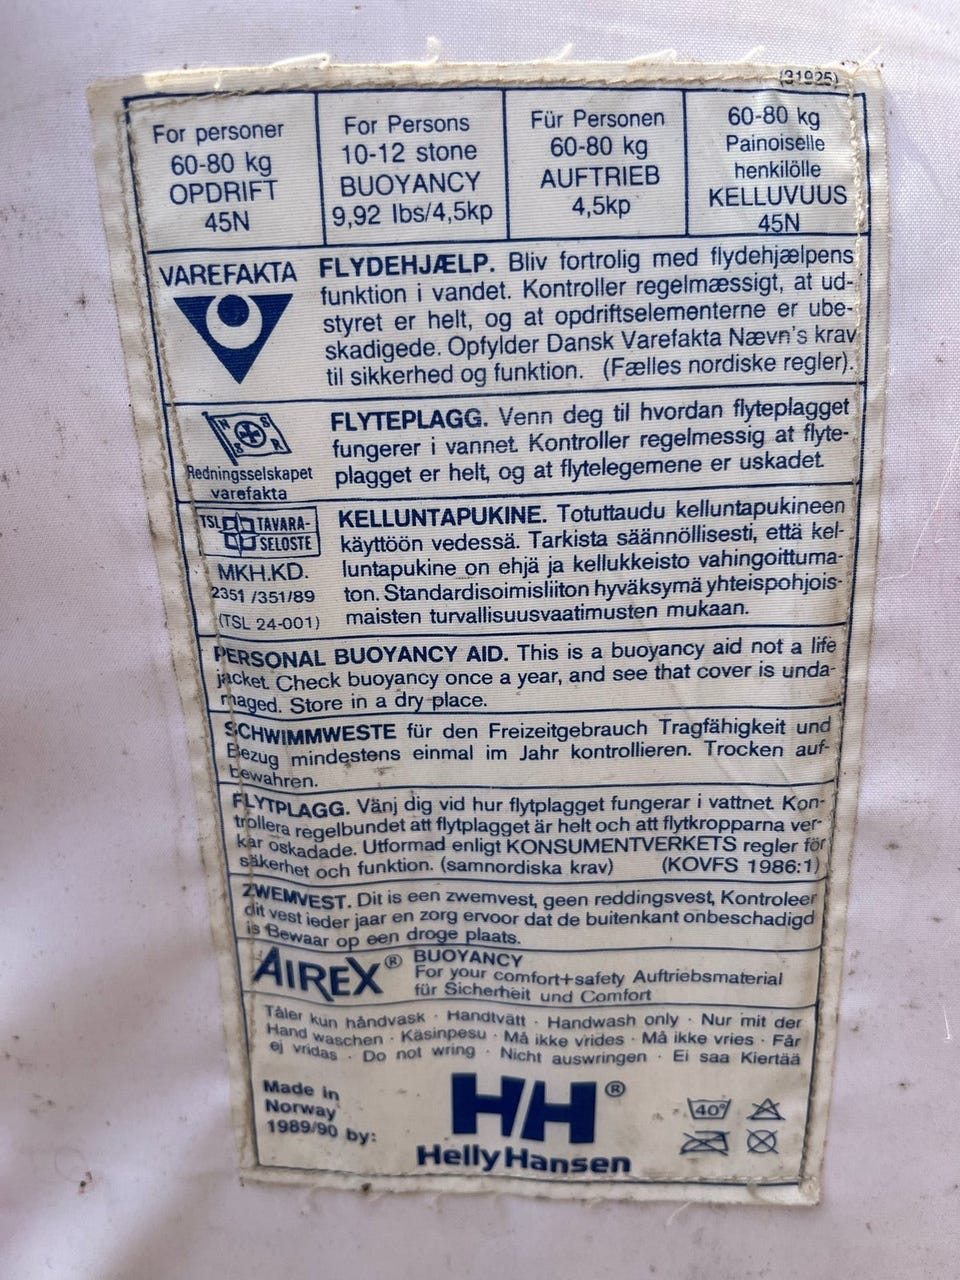 (31925)
For personer
60-80 kg
OPDRIFT
45N
For Persons
10-12 stone
BUOYANCY
9,92 lbs/4,5kp
Für Personen
60-80 kg
AUFTRIEB
4,5kp
60-80 kg
Painoiselle
henkilölle
KELLUVUUS
45N
VAREFAKTA
FLYDEHJÆLP. Bliv fortrolig med flydehjælpens
funktion i vandet. Kontroller regelmæssigt, at ud-
styret er helt, og at opdriftselementerne er ube-
skadigede. Opfylder Dansk Varefakta Nævn's krav
til sikkerhed og funktion. (Fælles nordiske regler).
N S
S R
Redningsselskapet
varefakta
FLYTEPLAGG. Venn deg til hvordan flyteplagget
fungerer i vannet. Kontroller regelmessig at flyte-
plagget er helt, og at flytelegemene er uskadet.
TSL TAVARA-
SELOSTE
MKH.KD.
2351/351/89
(TSL 24-001)
KELLUNTAPUKINE. Totuttaudu kelluntapukineen
käyttöön vedessä. Tarkista säännöllisesti, että kel-
luntapukine on ehjä ja kellukkeisto vahingoittuma-
ton. Standardisoimisliiton hyväksymä yhteispohjois-
maisten turvallisuusvaatimusten mukaan.
PERSONAL BUOYANCY AID. This is a buoyancy aid not a life
jacket. Check buoyancy once a year, and see that cover is unda-
maged. Store in a dry place.
SCHWIMMWESTE für den Freizeitgebrauch Tragfähigkeit und
Bezug mindestens einmal im Jahr kontrollieren. Trocken auf-
bewahren.
FLYTPLAGG. Vänj dig vid hur flytplagget fungerar i vattnet. Kon-
trollera regelbundet att flytplagget är helt och att flytkropparna ver-
kar oskadade. Utformad enligt KONSUMENTVERKETS regler för
säkerhet och funktion. (samnordiska krav) (KOVFS 1986:1)
ZWEMVEST. Dit is een zwemvest, geen reddingsvest, Kontroleer
dit vest ieder jaar en zorg ervoor dat de buitenkant onbeschadigd
is Bewaar op een droge plaats.
AIREX® BUOYANCY
For your comfort+safety Auftriebsmaterial
für Sicherheit und Comfort
Tåler kun håndvask · Handtvätt · Handwash only · Nur mit der
Hand waschen · Käsinpesu · Må ikke vrides · Må ikke vries · Får
ej vridas · Do not wring · Nicht auswringen · Ei saa Kiertää
Made in
Norway
1989/90 by:
H/H®
Helly Hansen
40°